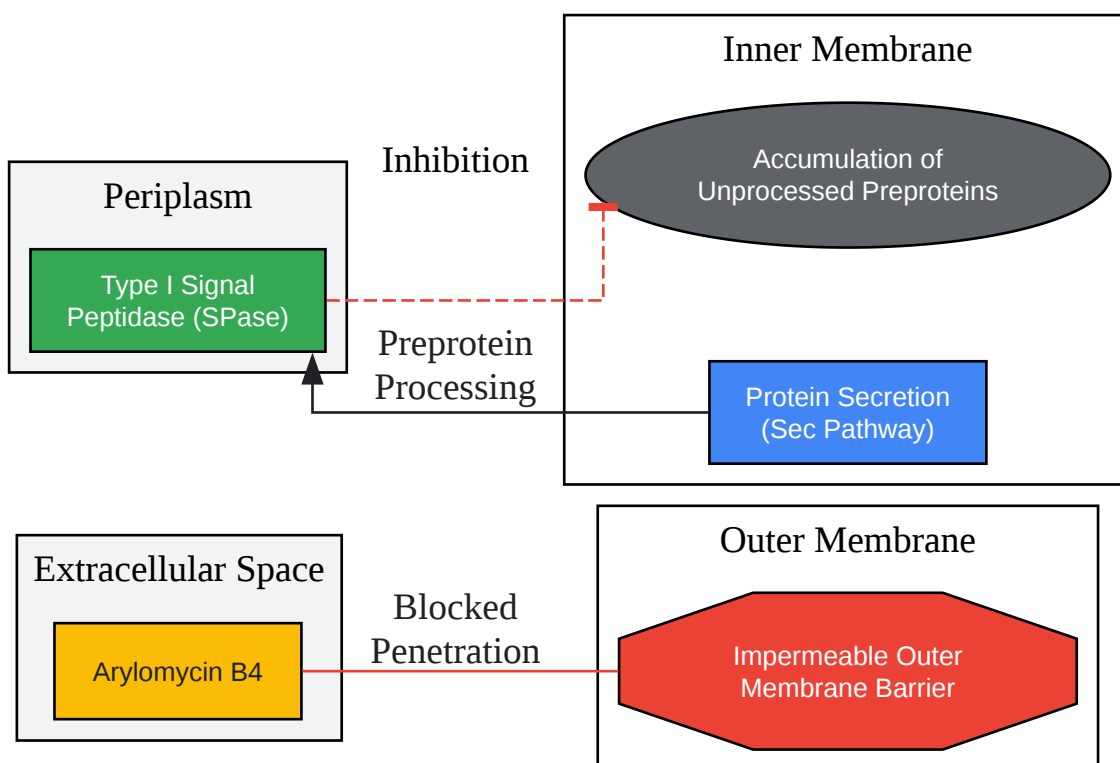 Inner Membrane
Accumulation of
Unprocessed Preproteins
Inhibition
Periplasm
Type I Signal
Peptidase (SPase)
Preprotein
Processing
Protein Secretion
(Sec Pathway)
Outer Membrane
Extracellular Space
Blocked
Penetration
Arylomycin B4
Impermeable Outer
Membrane Barrier